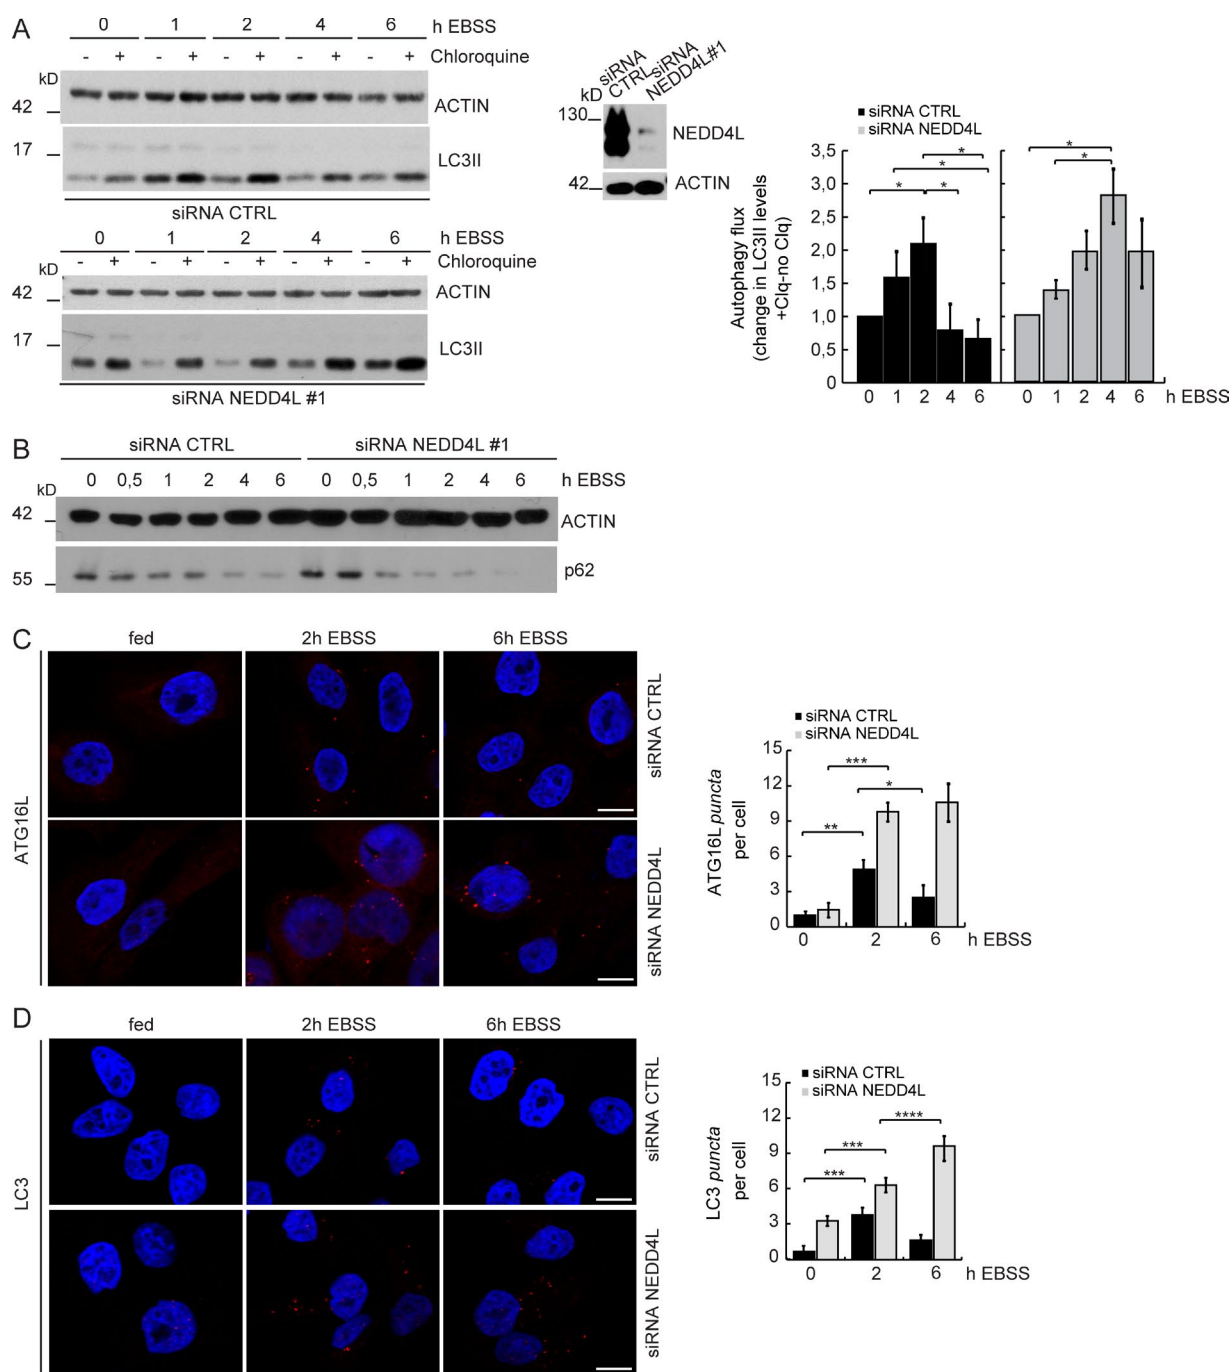 A
0 1 2 4 6 h EBSS
- + - + - + - + - + Chloroquine
kD
42 ACTIN
17 LC3II
siRNA CTRL
0 1 2 4 6 h EBSS
- + - + - + - + - + Chloroquine
kD
42 ACTIN
17 LC3II
siRNA NEDD4L #1
siRNA CTRL
siRNA NEDD4L#1
kD
130 NEDD4L
42 ACTIN
siRNA CTRL
siRNA NEDD4L
Autophagy flux
(change in LC3II levels
+Clq-no Clq)
3,5
3,0
2,5
2,0
1,5
1,0
0,5
0
* * * *
* *
0 1 2 4 6 0 1 2 4 6 h EBSS
B
siRNA CTRL siRNA NEDD4L #1
0 0,5 1 2 4 6 0 0,5 1 2 4 6 h EBSS
kD
42 ACTIN
55 p62
C
fed 2h EBSS 6h EBSS
ATG16L
siRNA CTRL
siRNA NEDD4L
siRNA CTRL
siRNA NEDD4L
ATG16L puncta
per cell
15
12
9
6
3
0
***
*
**
0 2 6 h EBSS
D
fed 2h EBSS 6h EBSS
LC3
siRNA CTRL
siRNA NEDD4L
siRNA CTRL
siRNA NEDD4L
LC3 puncta
per cell
15
12
9
6
3
0
****
***
***
0 2 6 h EBSS